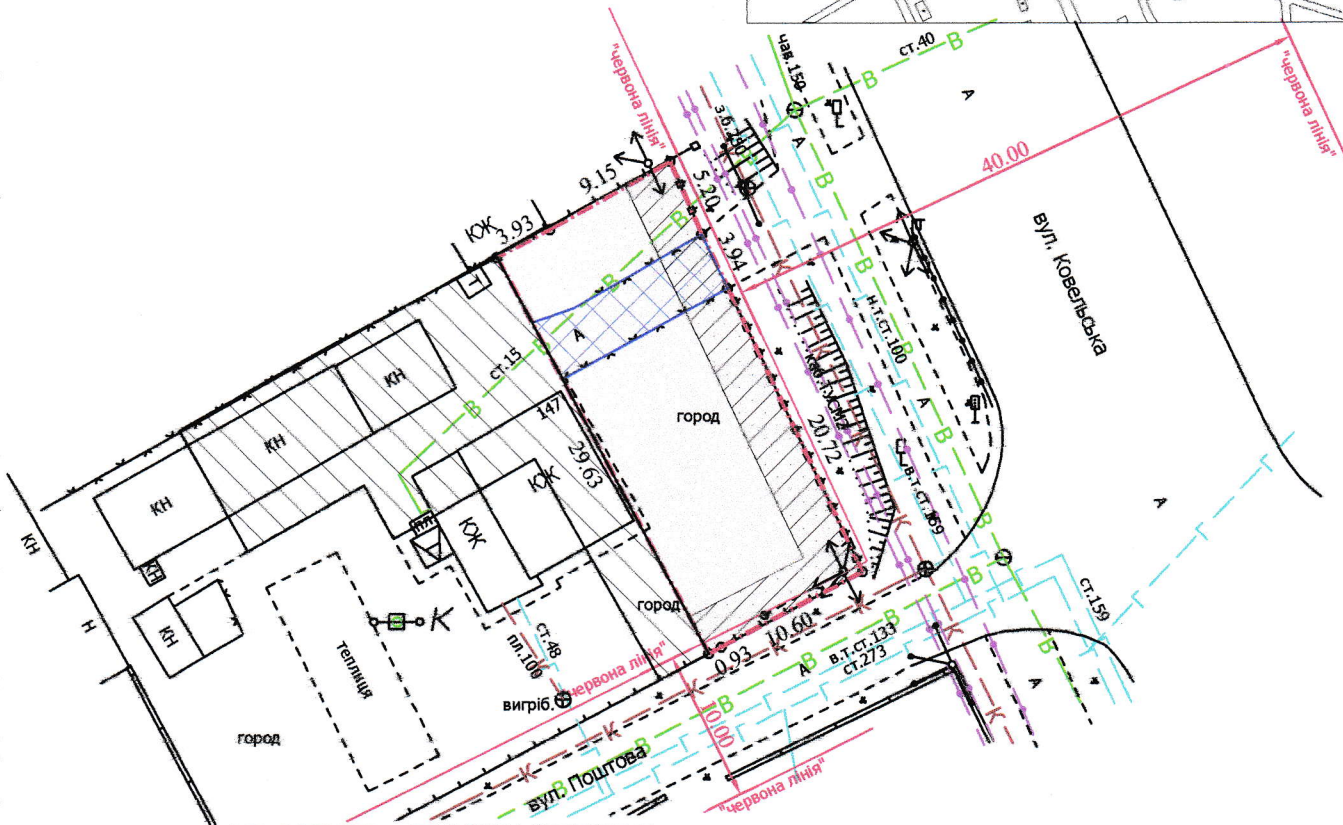 "червона лінія"
чав.150
В
ст.40
В
А
"червона лінія"
40.00
А
В
9.15
5.20
3.94
КЖ
3.93
Т
В
В
К
вул. Ковельська
ст.15
А
В
н.т.ст.100
КН
КН
КН
КН
147
29.63
КЖ
КЖ
город
20.72
К
А
В
В
в.т.ст.169
К
А
КН
Н
КН
К
теплиця
город
город
ст.48
пл.100
вигріб.
"червона лінія"
0.93
10.60
10.00
К
К
К
В
В
В
А
в.т.ст.133
ст.273
В
В
ст.159
К
К
А
вул. Поштова
"червона лінія"